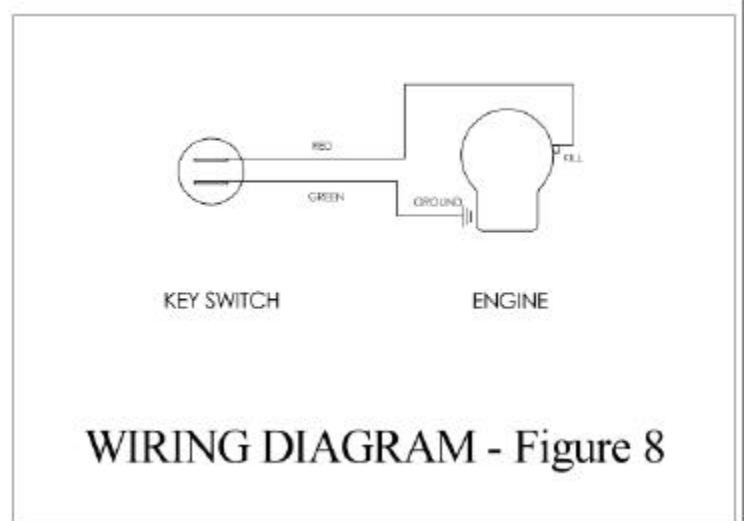 RED
KILL
GREEN
GROUND
KEY SWITCH
ENGINE
WIRING DIAGRAM - Figure 8